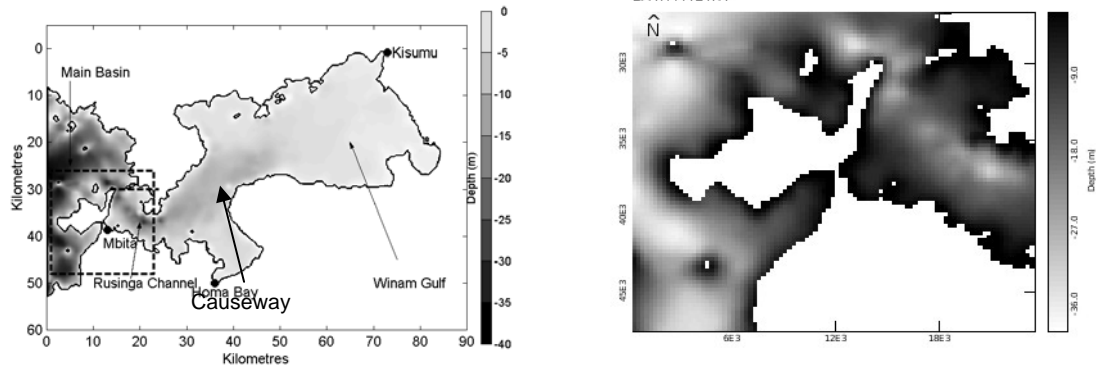 0
10
20
30
40
50
60
Kilometres
0
10
20
30
40
50
60
70
80
90
Kilometres
Main Basin
Kisumu
Mbita
Rusinga Channel
Homa Bay
Causeway
Winam Gulf
0
-5
-10
-15
-20
-25
-30
-35
-40
Depth (m)
N
30E3
35E3
40E3
45E3
6E3
12E3
18E3
-9.0
-18.0
-27.0
-36.0
Depth (m)